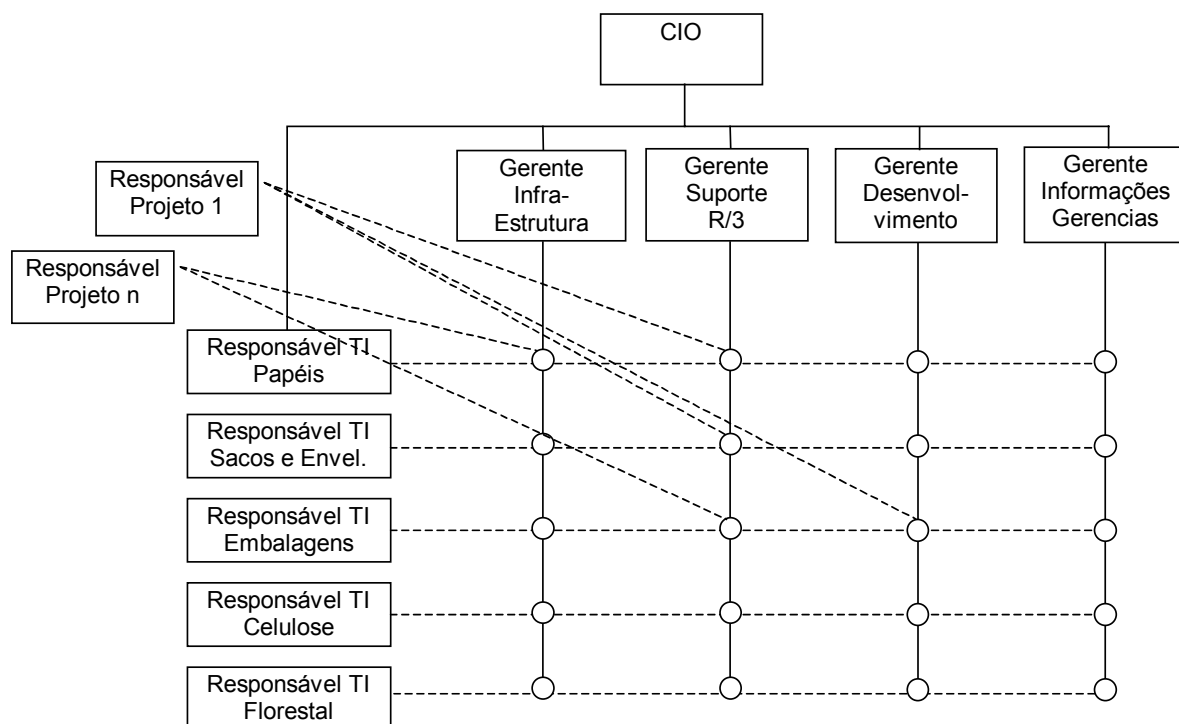 CIO
Gerente
Infra-
Estrutura
Gerente
Suporte
R/3
Gerente
Desenvol-
vimento
Gerente
Informações
Gerencias
Responsável
Projeto 1
Responsável
Projeto n
Responsável TI
Papéis
Responsável TI
Sacos e Envel.
Responsável TI
Embalagens
Responsável TI
Celulose
Responsável TI
Florestal